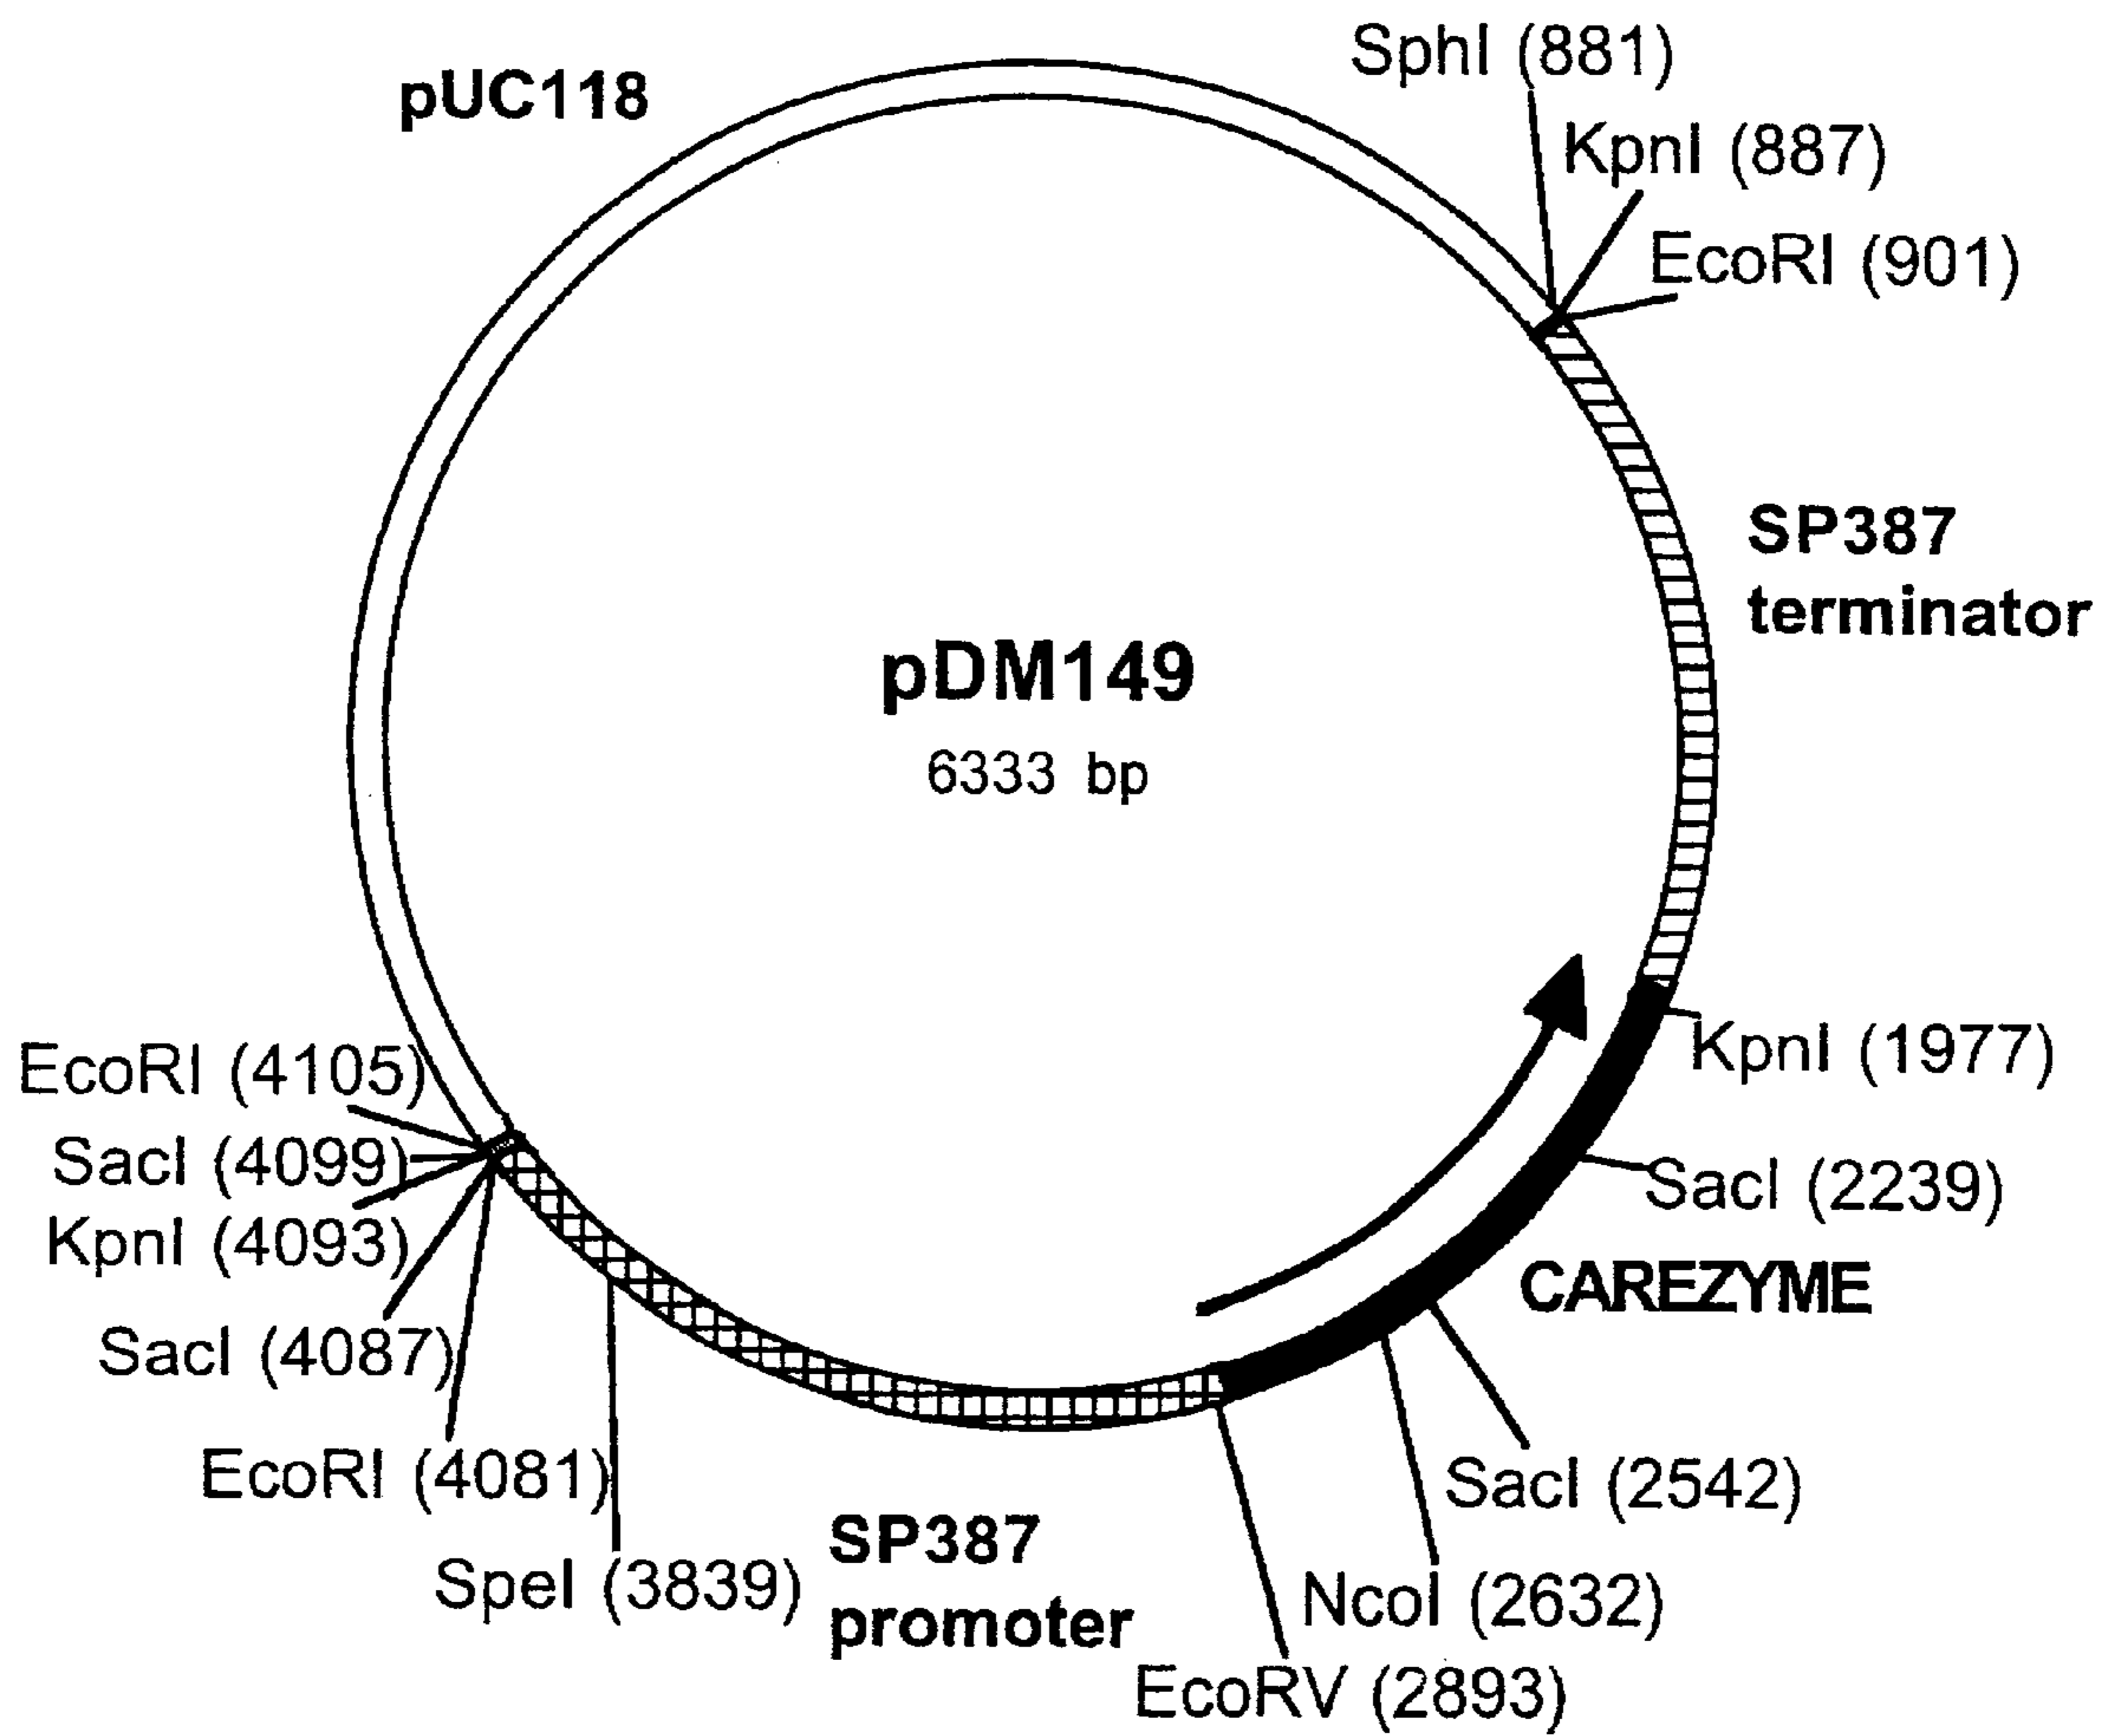 pUC118
SphI (881)
KpnI (887)
EcoRI (901)
SP387
terminator
pDM149
6333 bp
KpnI (1977)
SacI (2239)
CAREZYME
SacI (2542)
NcoI (2632)
EcoRV (2893)
SP387
promoter
SpeI (3839)
EcoRI (4081)
SacI (4087)
KpnI (4093)
SacI (4099)
EcoRI (4105)